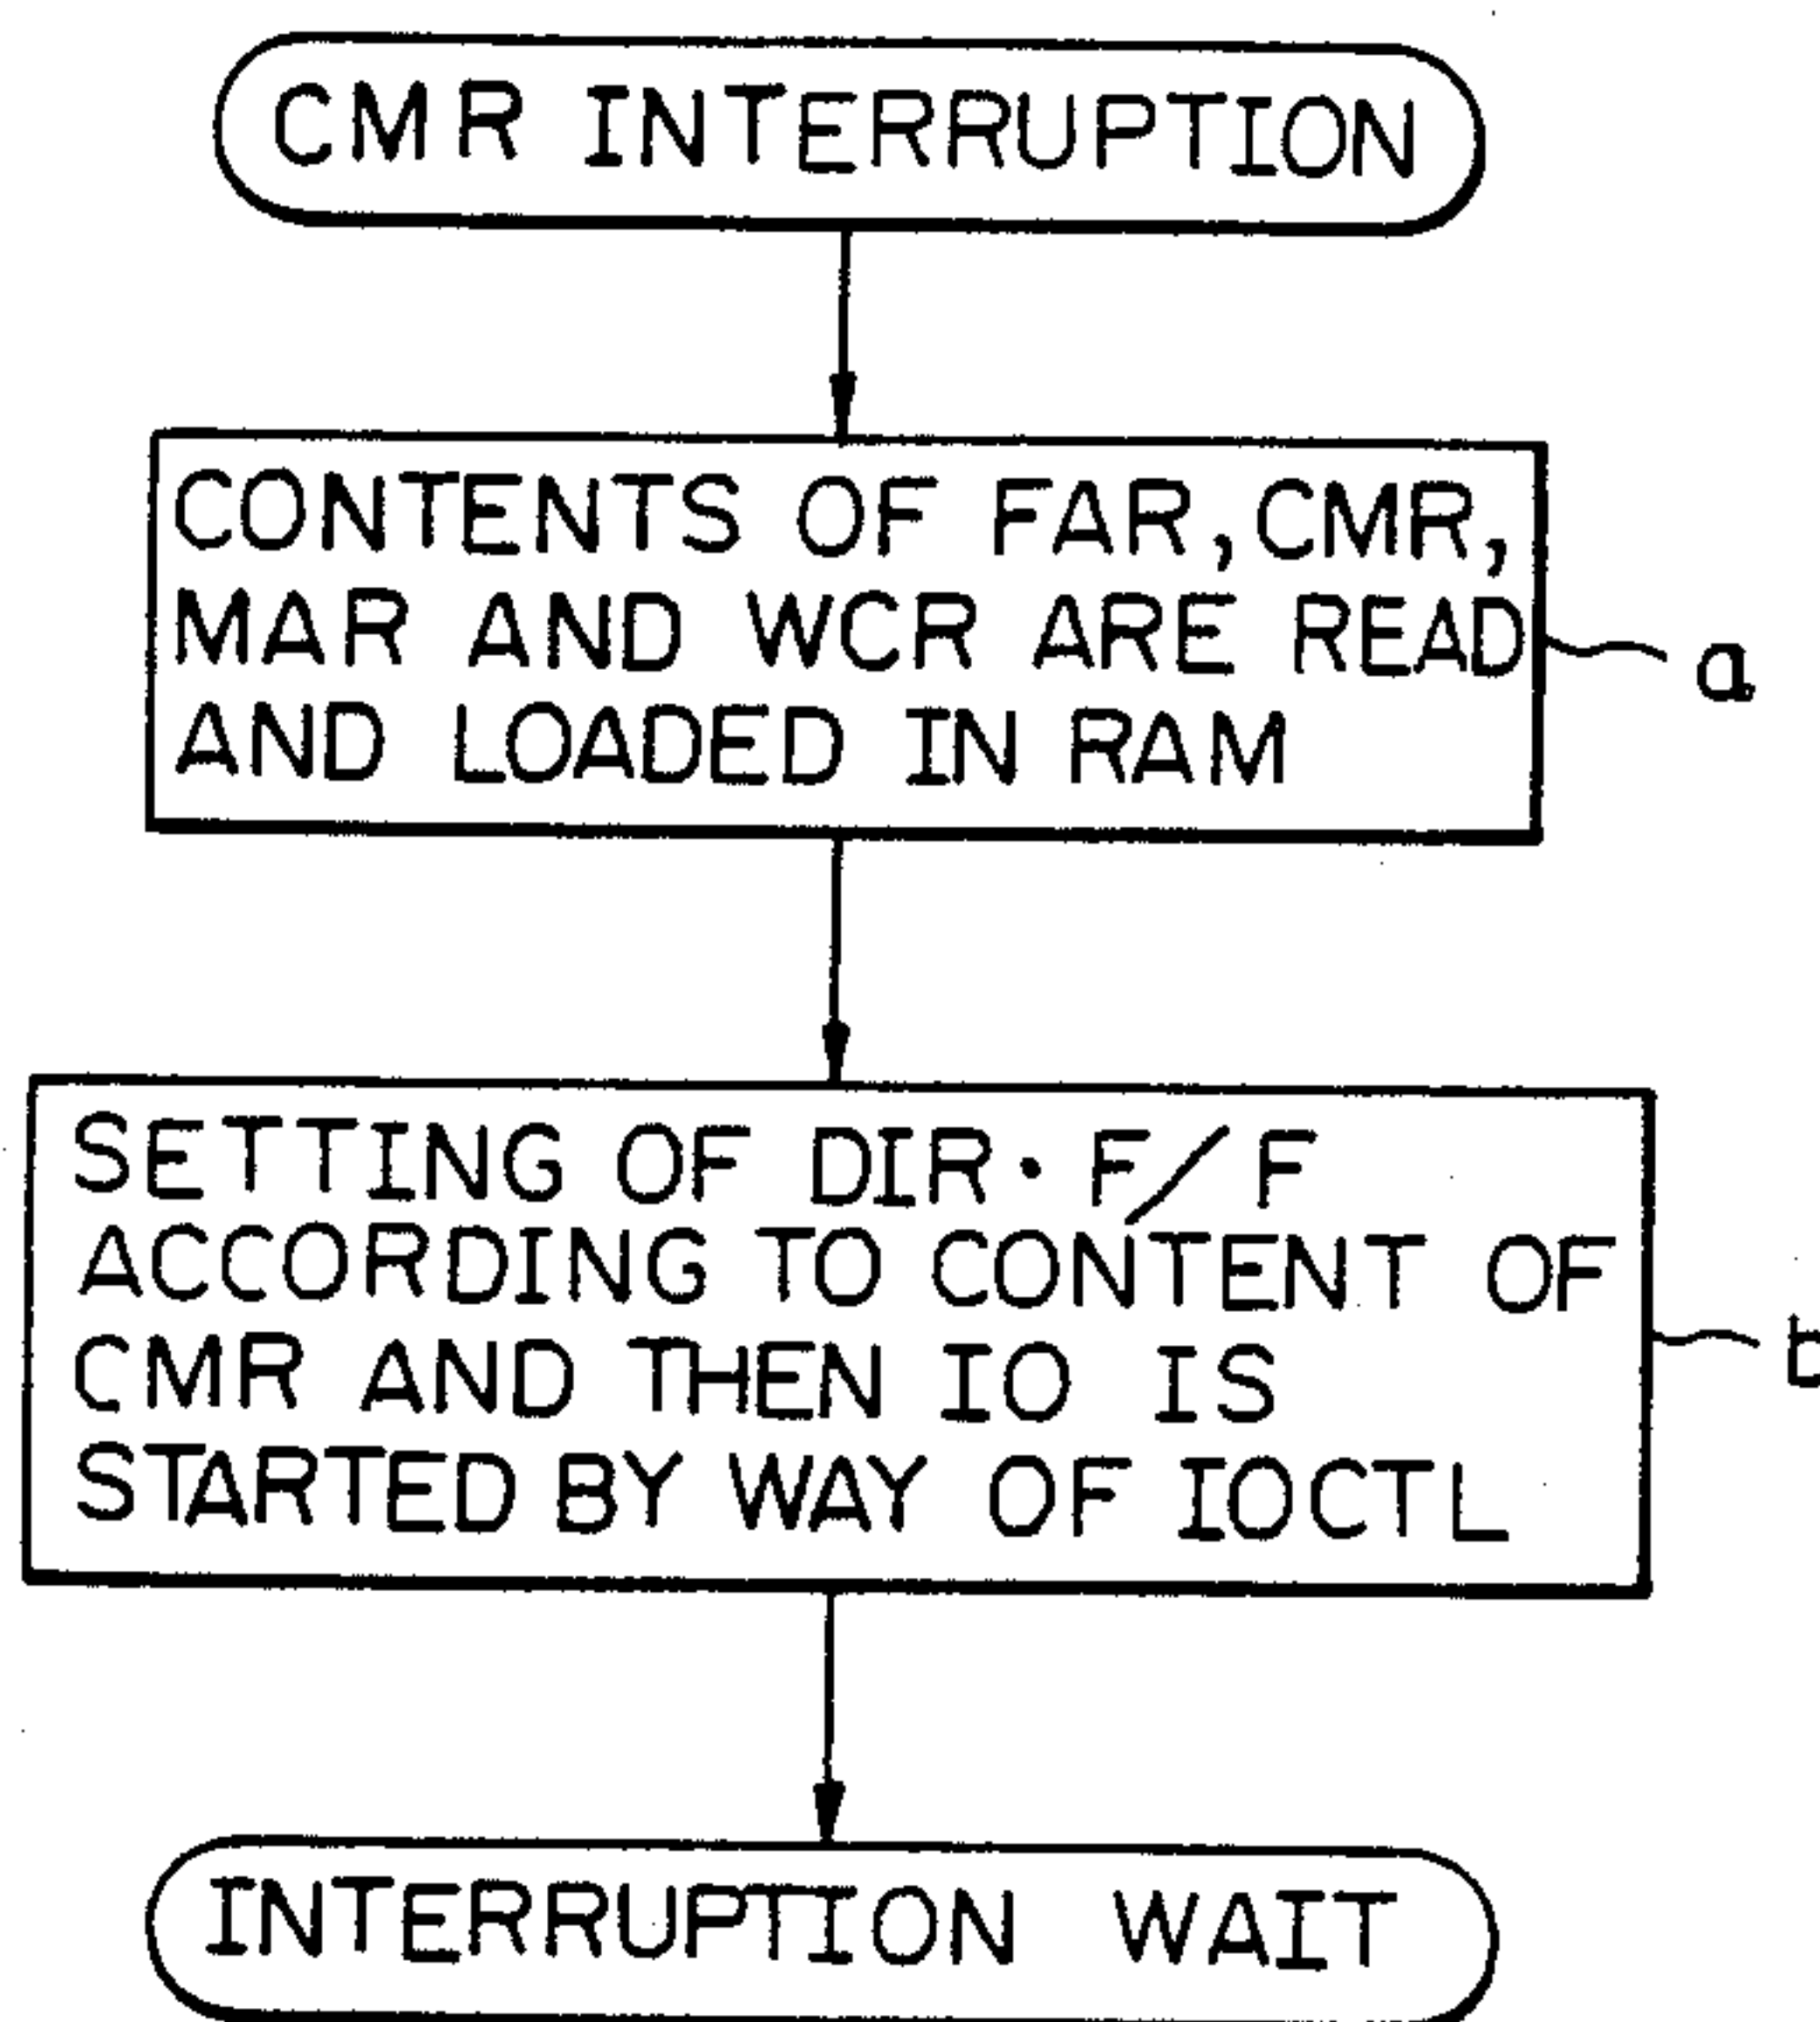 CMR INTERRUPTION
CONTENTS OF FAR, CMR,
MAR AND WCR ARE READ
AND LOADED IN RAM
a
SETTING OF DIR· F/F
ACCORDING TO CONTENT OF
CMR AND THEN IO IS
STARTED BY WAY OF IOCTL
b
INTERRUPTION WAIT